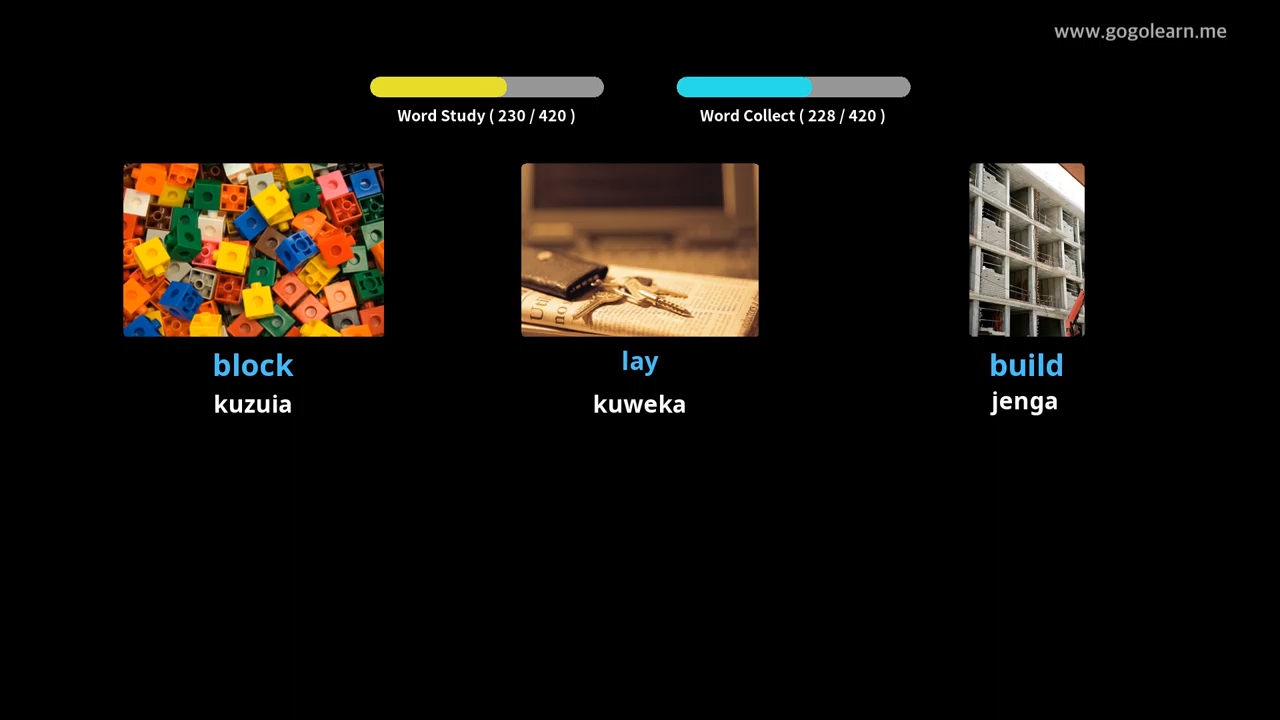 www.gogolearn.me
Word Study ( 230 / 420 )
Word Collect ( 228 / 420 )
block
lay
build
kuzuia
kuweka
jenga